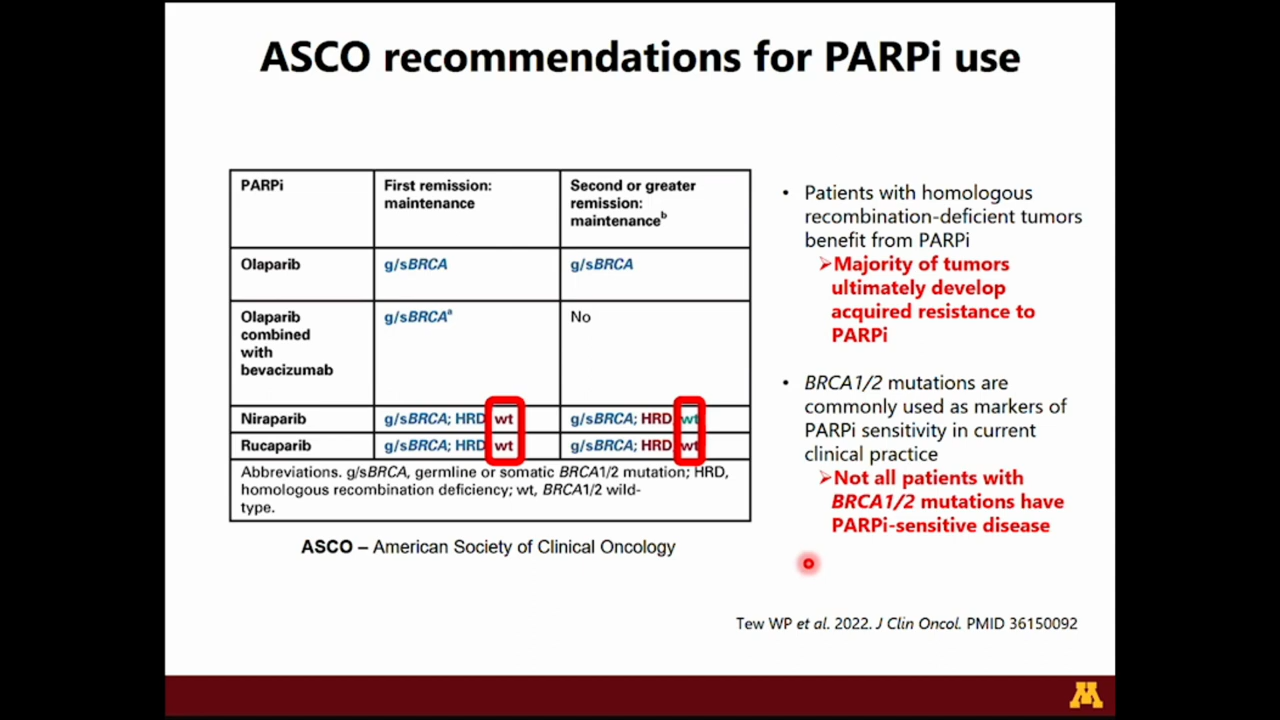 ASCO recommendations for PARPi use
PARPi
First remission:
maintenance
Second or greater
remission:
maintenanceᵇ
Olaparib
g/sBRCA
g/sBRCA
Olaparib
combined
with
bevacizumab
g/sBRCAᵃ
No
Niraparib
g/sBRCA; HRD wt
g/sBRCA; HRD wt
Rucaparib
g/sBRCA; HRD wt
g/sBRCA; HRD wt
Abbreviations. g/sBRCA, germline or somatic BRCA1/2 mutation; HRD,
homologous recombination deficiency; wt, BRCA1/2 wild-
type.
ASCO – American Society of Clinical Oncology
• Patients with homologous
recombination-deficient tumors
benefit from PARPi
➢Majority of tumors
ultimately develop
acquired resistance to
PARPi
• BRCA1/2 mutations are
commonly used as markers of
PARPi sensitivity in current
clinical practice
➢Not all patients with
BRCA1/2 mutations have
PARPi-sensitive disease
Tew WP et al. 2022. J Clin Oncol. PMID 36150092
M